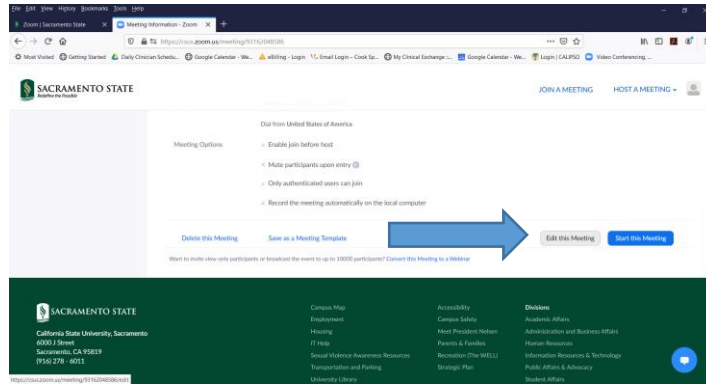 File Edit View History Bookmarks Tools Help
Zoom | Sacramento State
Meeting Information - Zoom
https://csus.zoom.us/meeting/93162048586
Most Visited Getting Started Daily Clinician Schedu... Google Calendar - We... eBilling - Login Email Login – Cook Sp... My Clinical Exchange :... Google Calendar - We... Login | CALIPSO Video Conferencing, ...
SACRAMENTO STATE
Redefine the Possible
JOIN A MEETING HOST A MEETING
Dial from United States of America
Meeting Options
Enable join before host
Mute participants upon entry
Only authenticated users can join
Record the meeting automatically on the local computer
Delete this Meeting Save as a Meeting Template Edit this Meeting Start this Meeting
Want to invite view-only participants or broadcast the event to up to 10000 participants? Convert this Meeting to a Webinar
SACRAMENTO STATE
California State University, Sacramento
6000 J Street
Sacramento, CA 95819
(916) 278 - 6011
Campus Map
Employment
Housing
IT Help
Sexual Violence Awareness Resources
Transportation and Parking
University Library
Accessibility
Campus Safety
Meet President Nelsen
Parents & Families
Recreation (The WELL)
Strategic Plan
Divisions
Academic Affairs
Administration and Business Affairs
Human Resources
Information Resources & Technology
Public Affairs & Advocacy
Student Affairs
https://csus.zoom.us/meeting/93162048586/edit